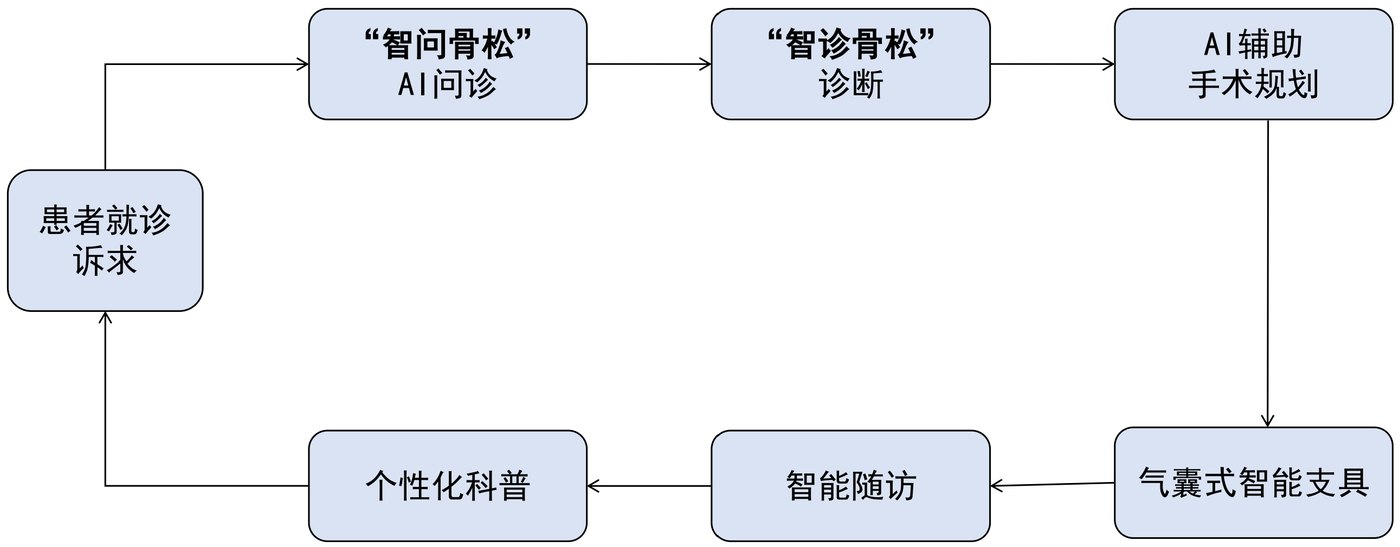 “智问骨松”
AI问诊
“智诊骨松”
诊断
AI辅助
手术规划
患者就诊
诉求
个性化科普
智能随访
气囊式智能支具